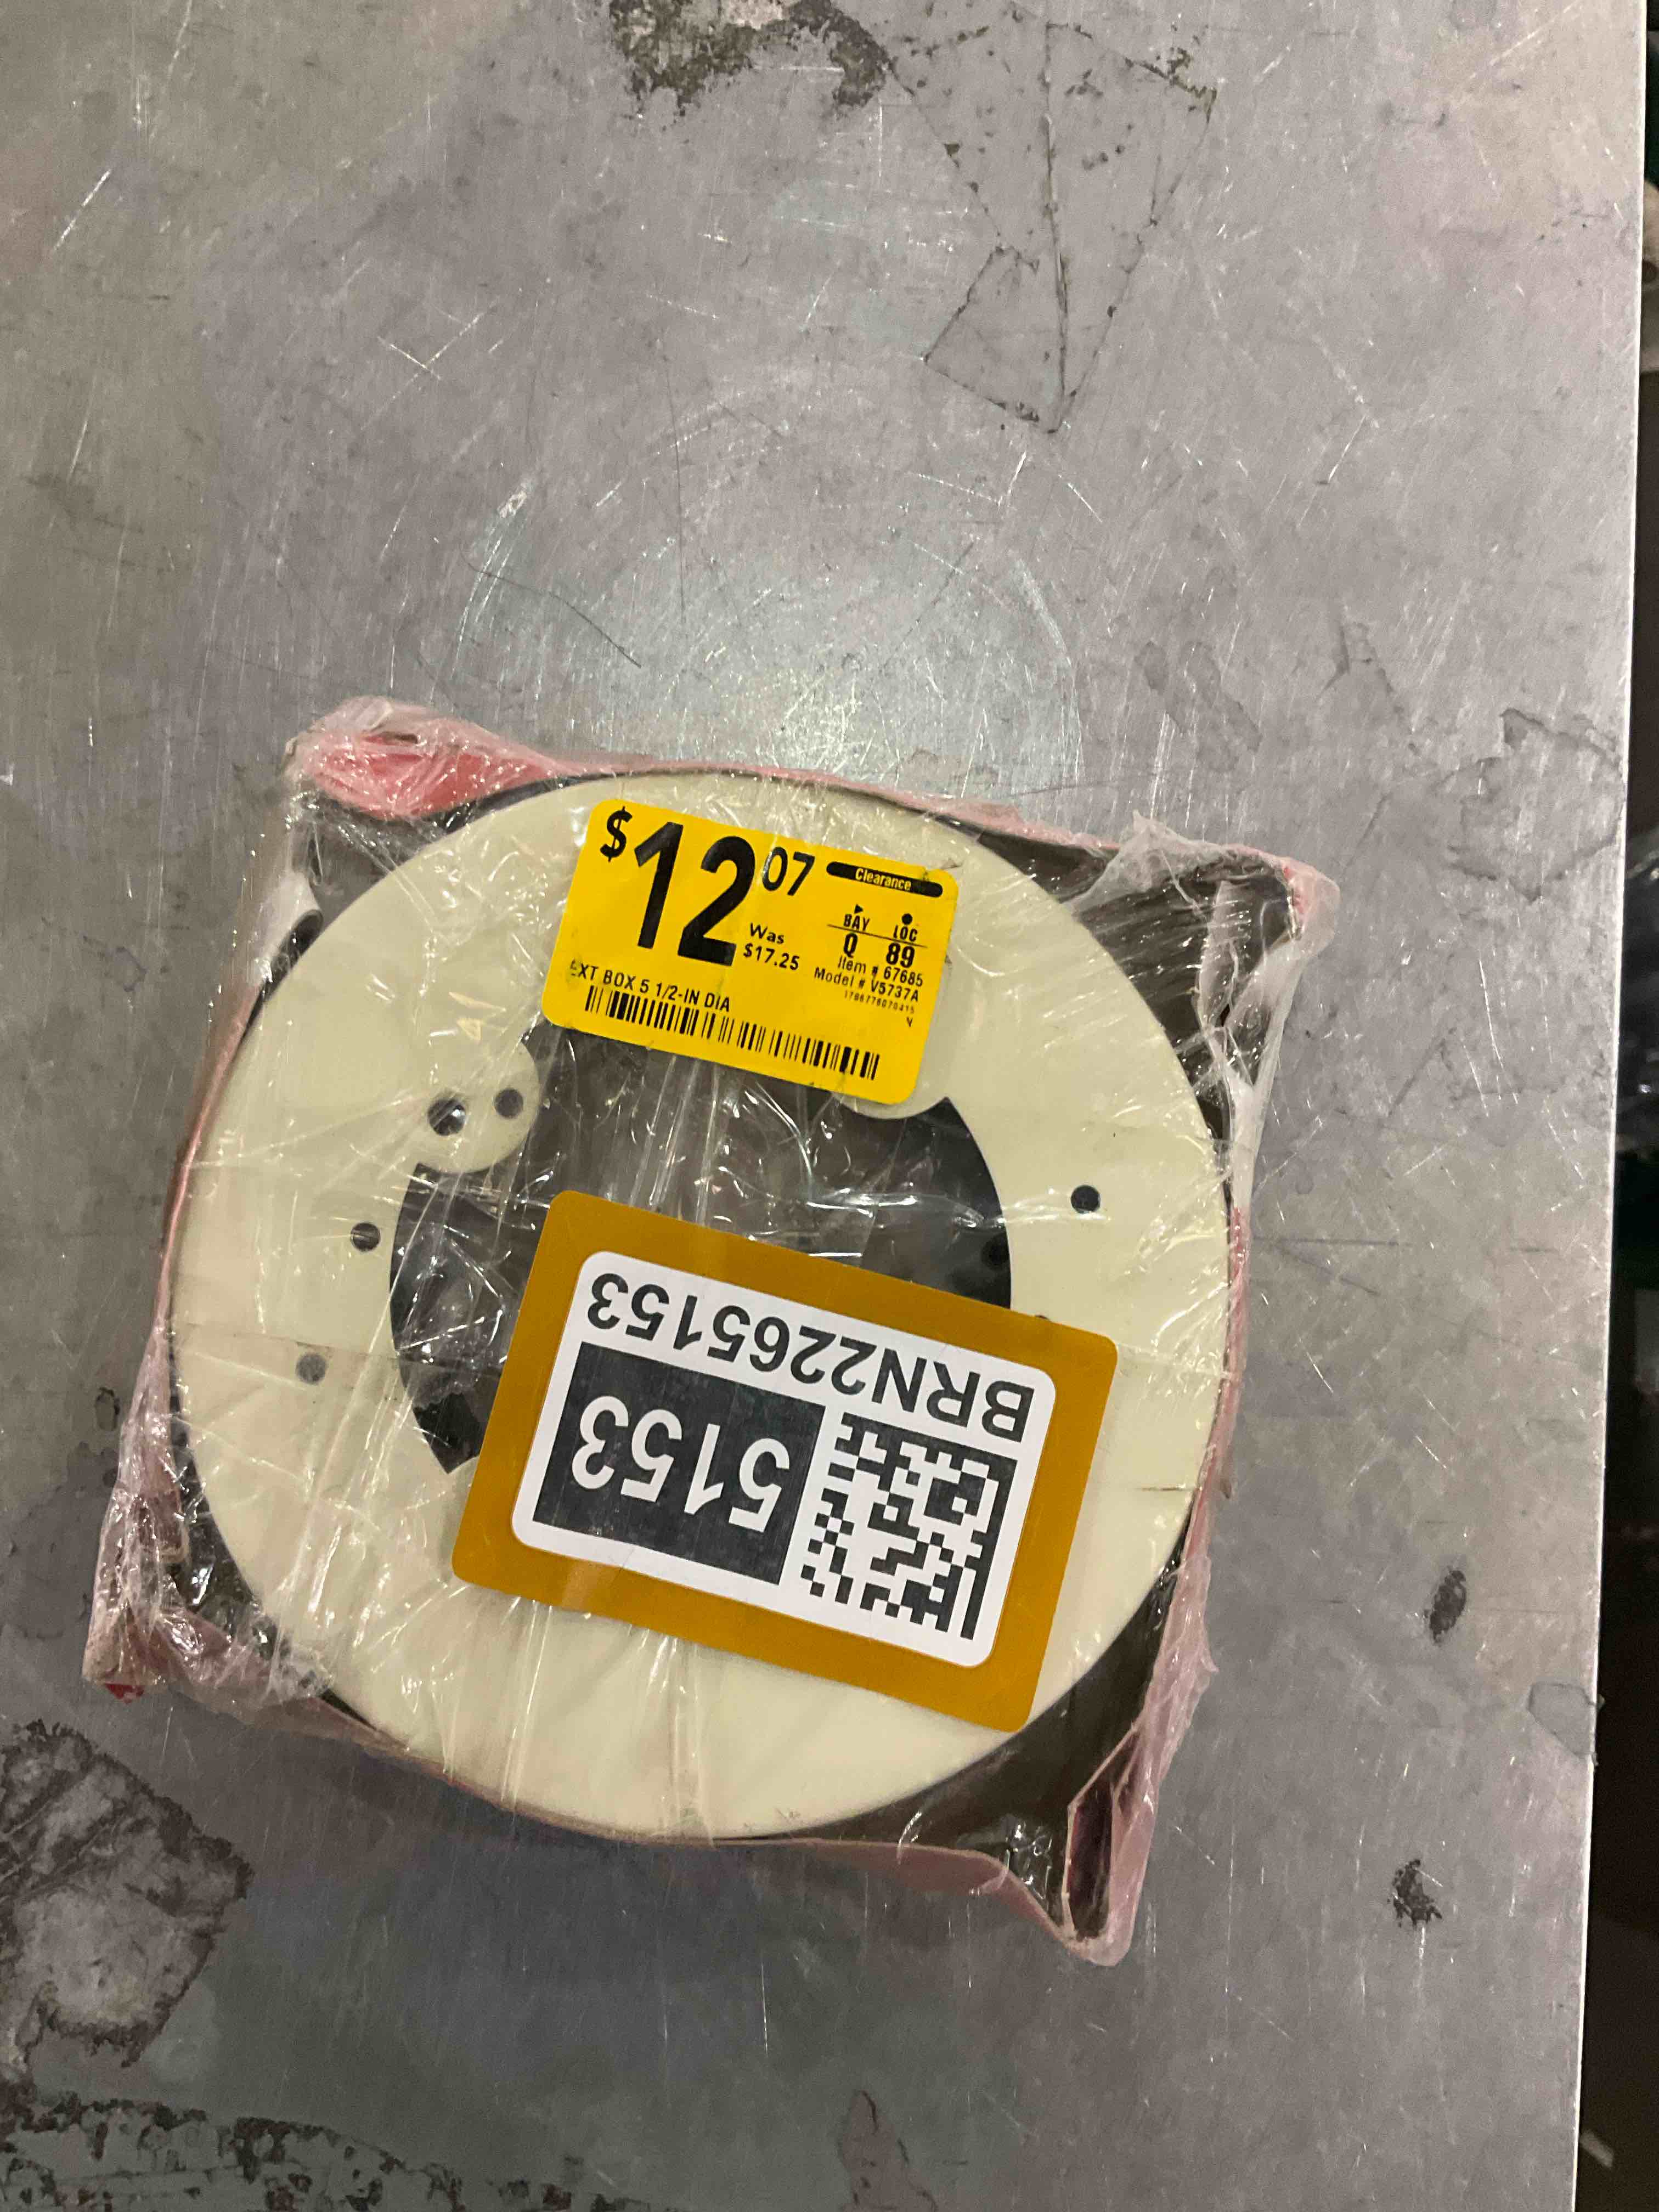 $12 07
Clearance
Was
$17.25
BAY LOC
Q 89
Item # 67685
Model # V5737A
EXT BOX 5 1/2-IN DIA
V
BRN2265153
5153